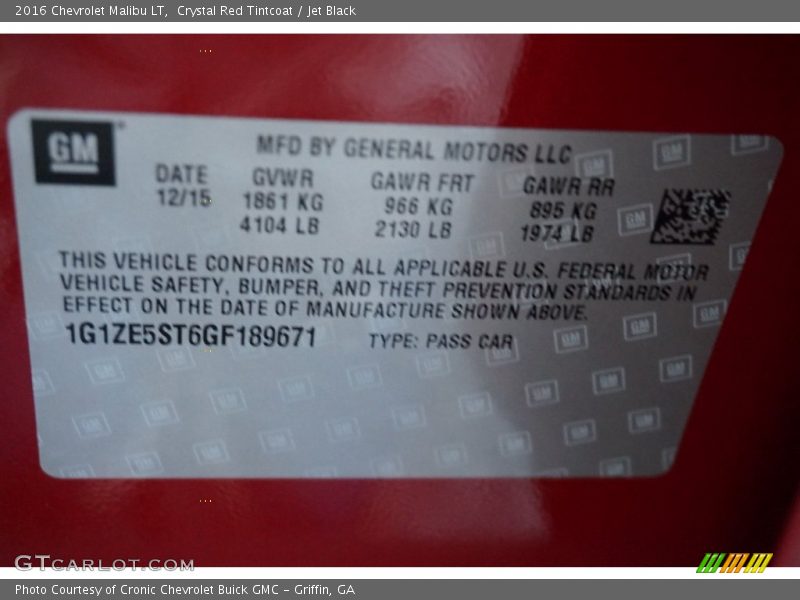 2016 Chevrolet Malibu LT,  Crystal Red Tintcoat / Jet Black
GM
MFD BY GENERAL MOTORS LLC
DATE GVWR GAWR FRT GAWR RR
12/15 1861 KG 966 KG 895 KG
4104 LB 2130 LB 1974 LB
THIS VEHICLE CONFORMS TO ALL APPLICABLE U.S. FEDERAL MOTOR
VEHICLE SAFETY, BUMPER, AND THEFT PREVENTION STANDARDS IN
EFFECT ON THE DATE OF MANUFACTURE SHOWN ABOVE.
1G1ZE5ST6GF189671 TYPE: PASS CAR
GTCARLOT.COM
Photo Courtesy of Cronic Chevrolet Buick GMC – Griffin, GA